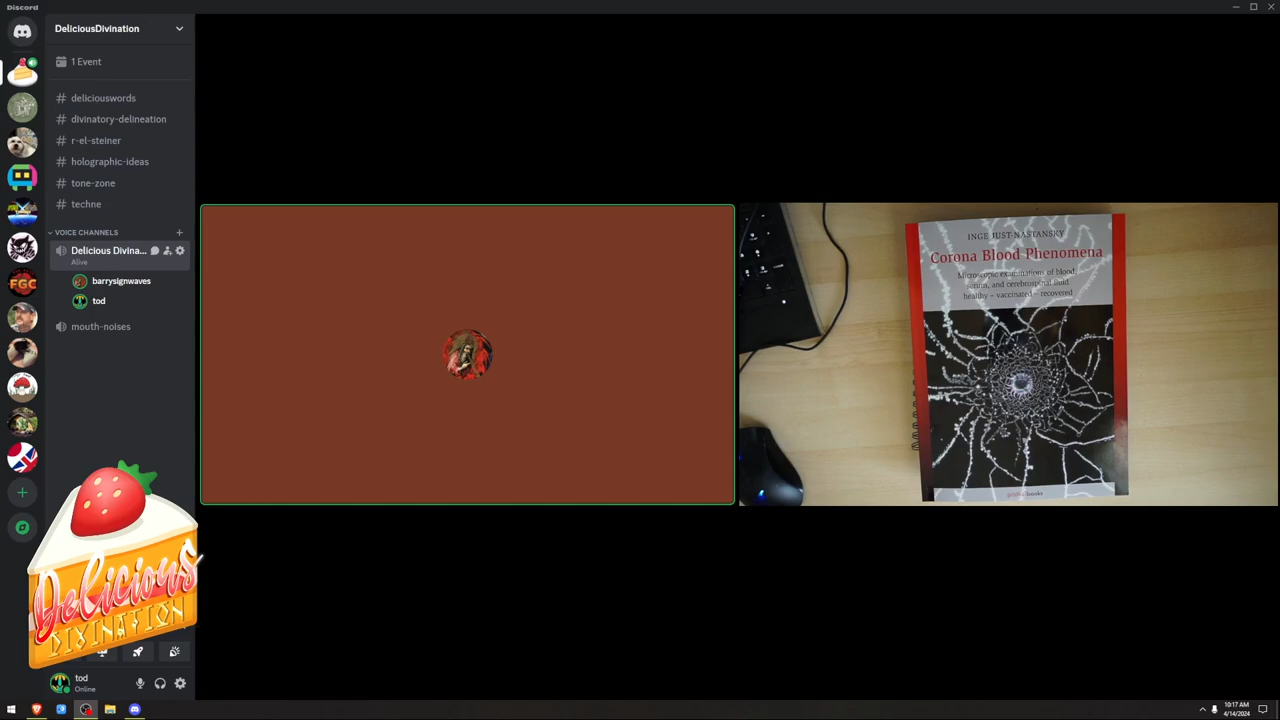 Discord
DeliciousDivination
1 Event
# deliciouswords
# divinatory-delineation
# r-el-steiner
# holographic-ideas
# tone-zone
# techne
VOICE CHANNELS
Delicious Divina...
Alive
barrysignwaves
tod
mouth-noises
FGC
Delicious
DIVINATION
tod
Online
INGE JUST-NASTANSKY
Corona Blood Phenomena
Microscopic examinations of blood,
serum, and cerebrospinal fluid
healthy – vaccinated – recovered
books
10:17 AM
4/14/2024